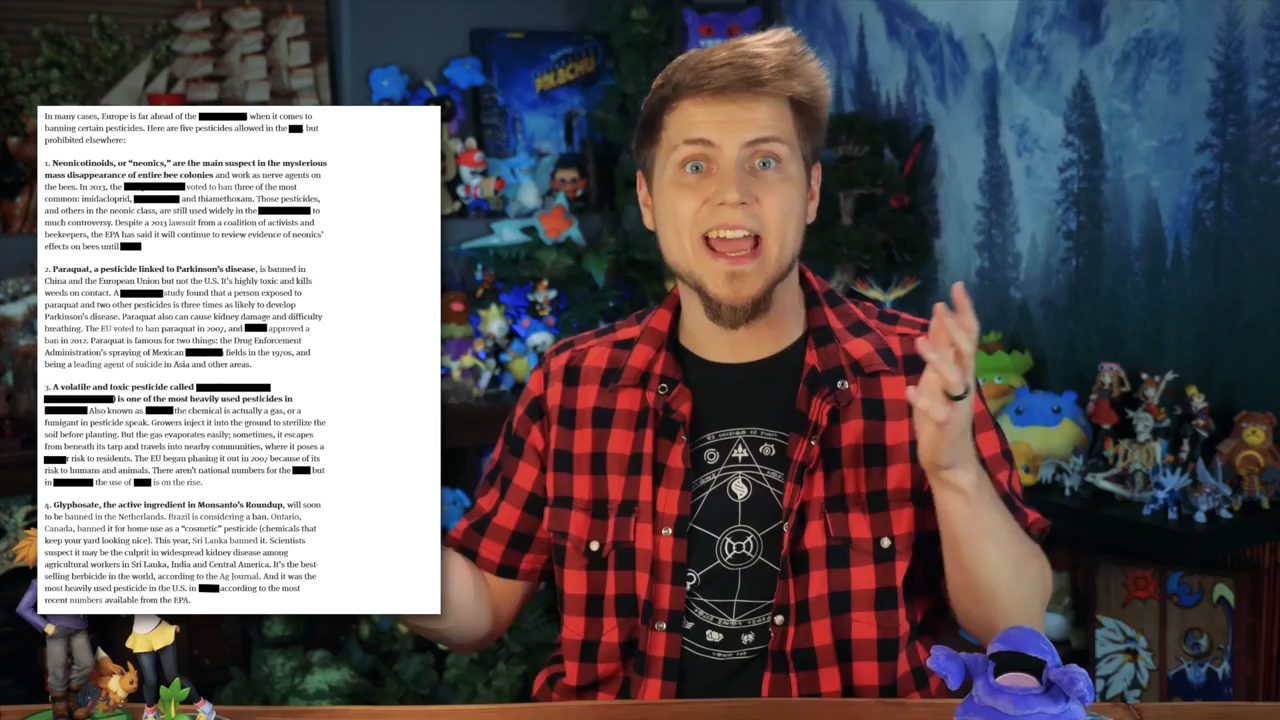 In many cases, Europe is far ahead of the when it comes to
banning certain pesticides. Here are five pesticides allowed in the , but
prohibited elsewhere:
1. Neonicotinoids, or “neonics,” are the main suspect in the mysterious
mass disappearance of entire bee colonies and work as nerve agents on
the bees. In 2013, the voted to ban three of the most
common: imidacloprid, and thiamethoxam. Those pesticides,
and others in the neonic class, are still used widely in the to
much controversy. Despite a 2013 lawsuit from a coalition of activists and
beekeepers, the EPA has said it will continue to review evidence of neonics’
effects on bees until
2. Paraquat, a pesticide linked to Parkinson’s disease, is banned in
China and the European Union but not the U.S. It’s highly toxic and kills
weeds on contact. A study found that a person exposed to
paraquat and two other pesticides is three times as likely to develop
Parkinson’s disease. Paraquat also can cause kidney damage and difficulty
breathing. The EU voted to ban paraquat in 2007, and approved a
ban in 2012. Paraquat is famous for two things: the Drug Enforcement
Administration’s spraying of Mexican fields in the 1970s, and
being a leading agent of suicide in Asia and other areas.
3. A volatile and toxic pesticide called
) is one of the most heavily used pesticides in
Also known as the chemical is actually a gas, or a
fumigant in pesticide speak. Growers inject it into the ground to sterilize the
soil before planting. But the gas evaporates easily; sometimes, it escapes
from beneath its tarp and travels into nearby communities, where it poses a
r risk to residents. The EU began phasing it out in 2007 because of its
risk to humans and animals. There aren’t national numbers for the but
in the use of is on the rise.
4. Glyphosate, the active ingredient in Monsanto’s Roundup, will soon
to be banned in the Netherlands. Brazil is considering a ban. Ontario,
Canada, banned it for home use as a “cosmetic” pesticide (chemicals that
keep your yard looking nice). This year, Sri Lanka banned it. Scientists
suspect it may be the culprit in widespread kidney disease among
agricultural workers in Sri Lanka, India and Central America. It’s the best-
selling herbicide in the world, according to the Ag Journal. And it was the
most heavily used pesticide in the U.S. in according to the most
recent numbers available from the EPA.
PIKACHU